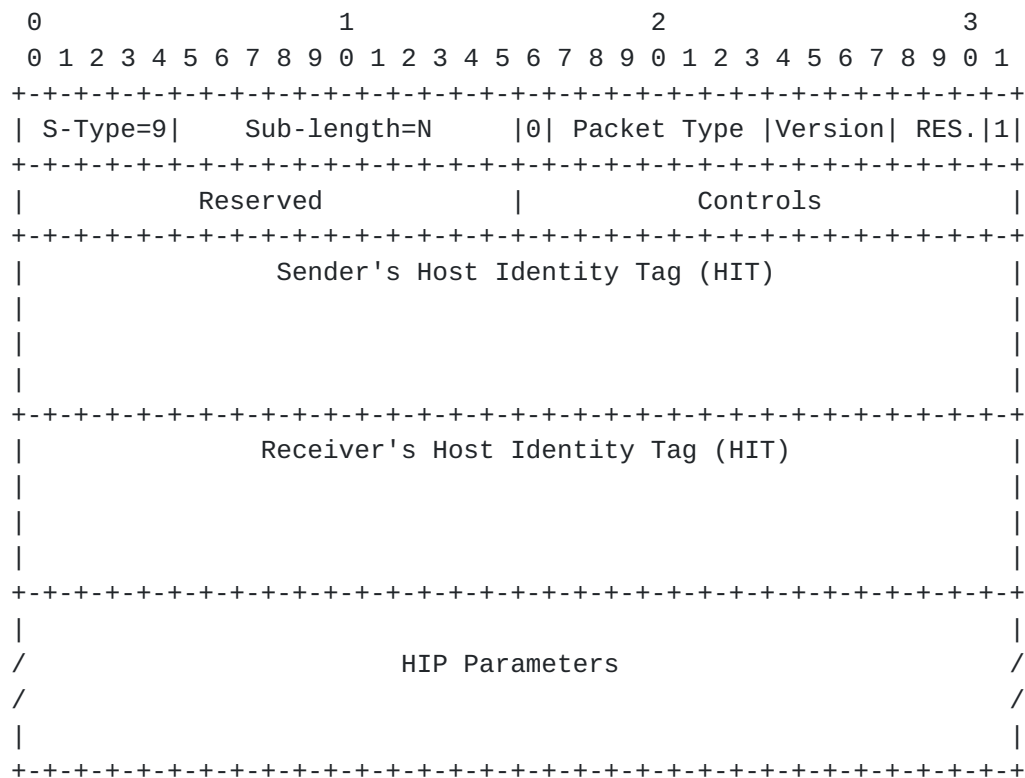 0                   1                   2                   3
 0 1 2 3 4 5 6 7 8 9 0 1 2 3 4 5 6 7 8 9 0 1 2 3 4 5 6 7 8 9 0 1
+-+-+-+-+-+-+-+-+-+-+-+-+-+-+-+-+-+-+-+-+-+-+-+-+-+-+-+-+-+-+-+-+
| S-Type=9|    Sub-length=N     |0| Packet Type |Version| RES.|1|
+-+-+-+-+-+-+-+-+-+-+-+-+-+-+-+-+-+-+-+-+-+-+-+-+-+-+-+-+-+-+-+-+
|           Reserved            |           Controls            |
+-+-+-+-+-+-+-+-+-+-+-+-+-+-+-+-+-+-+-+-+-+-+-+-+-+-+-+-+-+-+-+-+
|                Sender's Host Identity Tag (HIT)               |
|                                                               |
|                                                               |
|                                                               |
+-+-+-+-+-+-+-+-+-+-+-+-+-+-+-+-+-+-+-+-+-+-+-+-+-+-+-+-+-+-+-+-+
|               Receiver's Host Identity Tag (HIT)              |
|                                                               |
|                                                               |
|                                                               |
+-+-+-+-+-+-+-+-+-+-+-+-+-+-+-+-+-+-+-+-+-+-+-+-+-+-+-+-+-+-+-+-+
|                                                               |
/                        HIP Parameters                         /
/                                                               /
|                                                               |
+-+-+-+-+-+-+-+-+-+-+-+-+-+-+-+-+-+-+-+-+-+-+-+-+-+-+-+-+-+-+-+-+